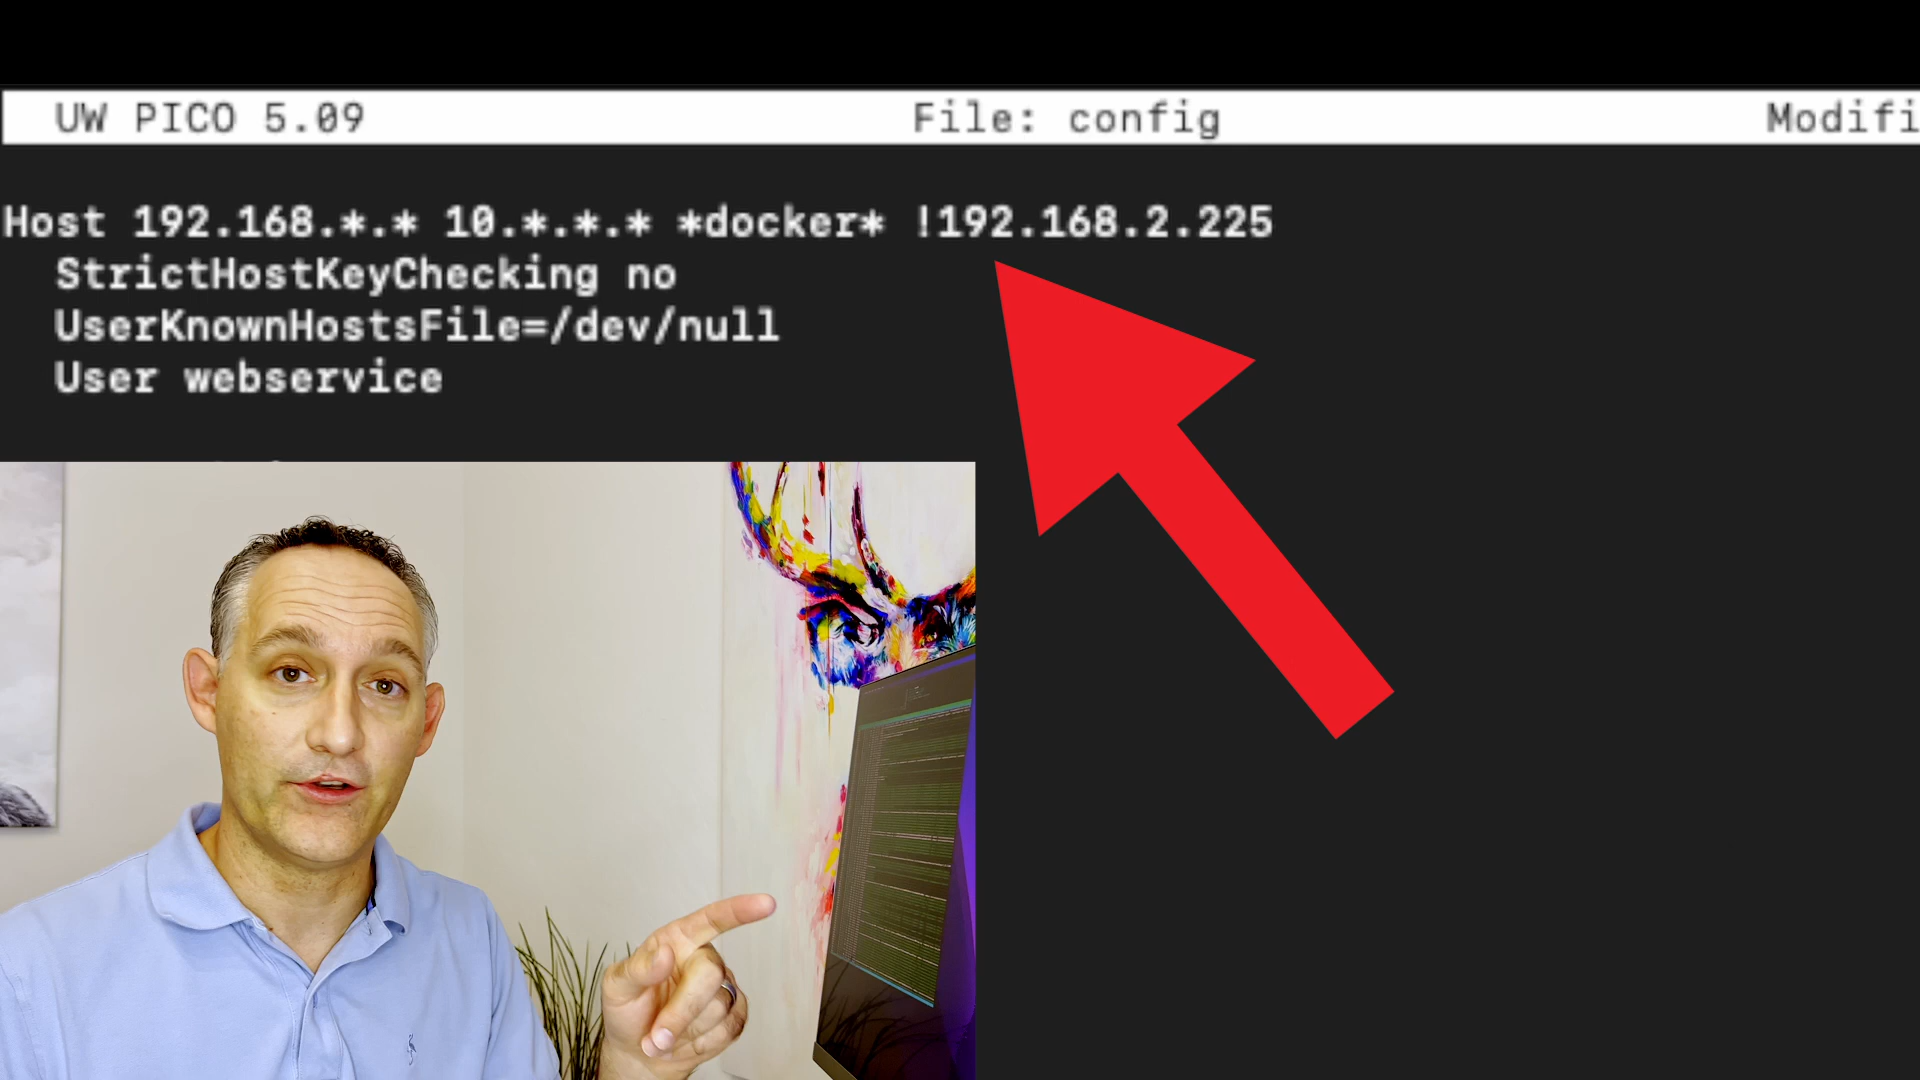 UW PICO 5.09 File: config Modifi
Host 192.168.*.* 10.*.*.* *docker* !192.168.2.225
StrictHostKeyChecking no
UserKnownHostsFile=/dev/null
User webservice